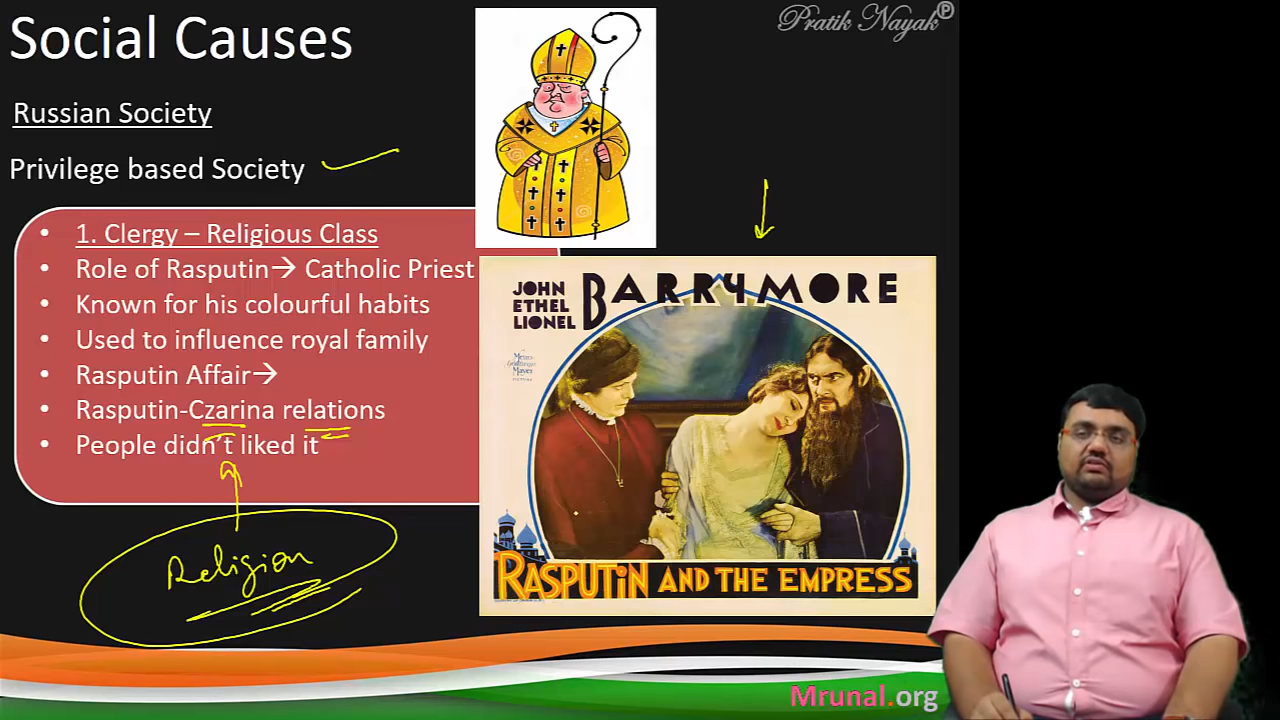 Social Causes
Pratik Nayak℗
Russian Society
Privilege based Society
• 1. Clergy – Religious Class
• Role of Rasputin→ Catholic Priest
• Known for his colourful habits
• Used to influence royal family
• Rasputin Affair→
• Rasputin-Czarina relations
• People didn't liked it
Religion
JOHN
ETHEL
LIONEL
BARRYMORE
RASPUTIN AND THE EMPRESS
Mrunal.org